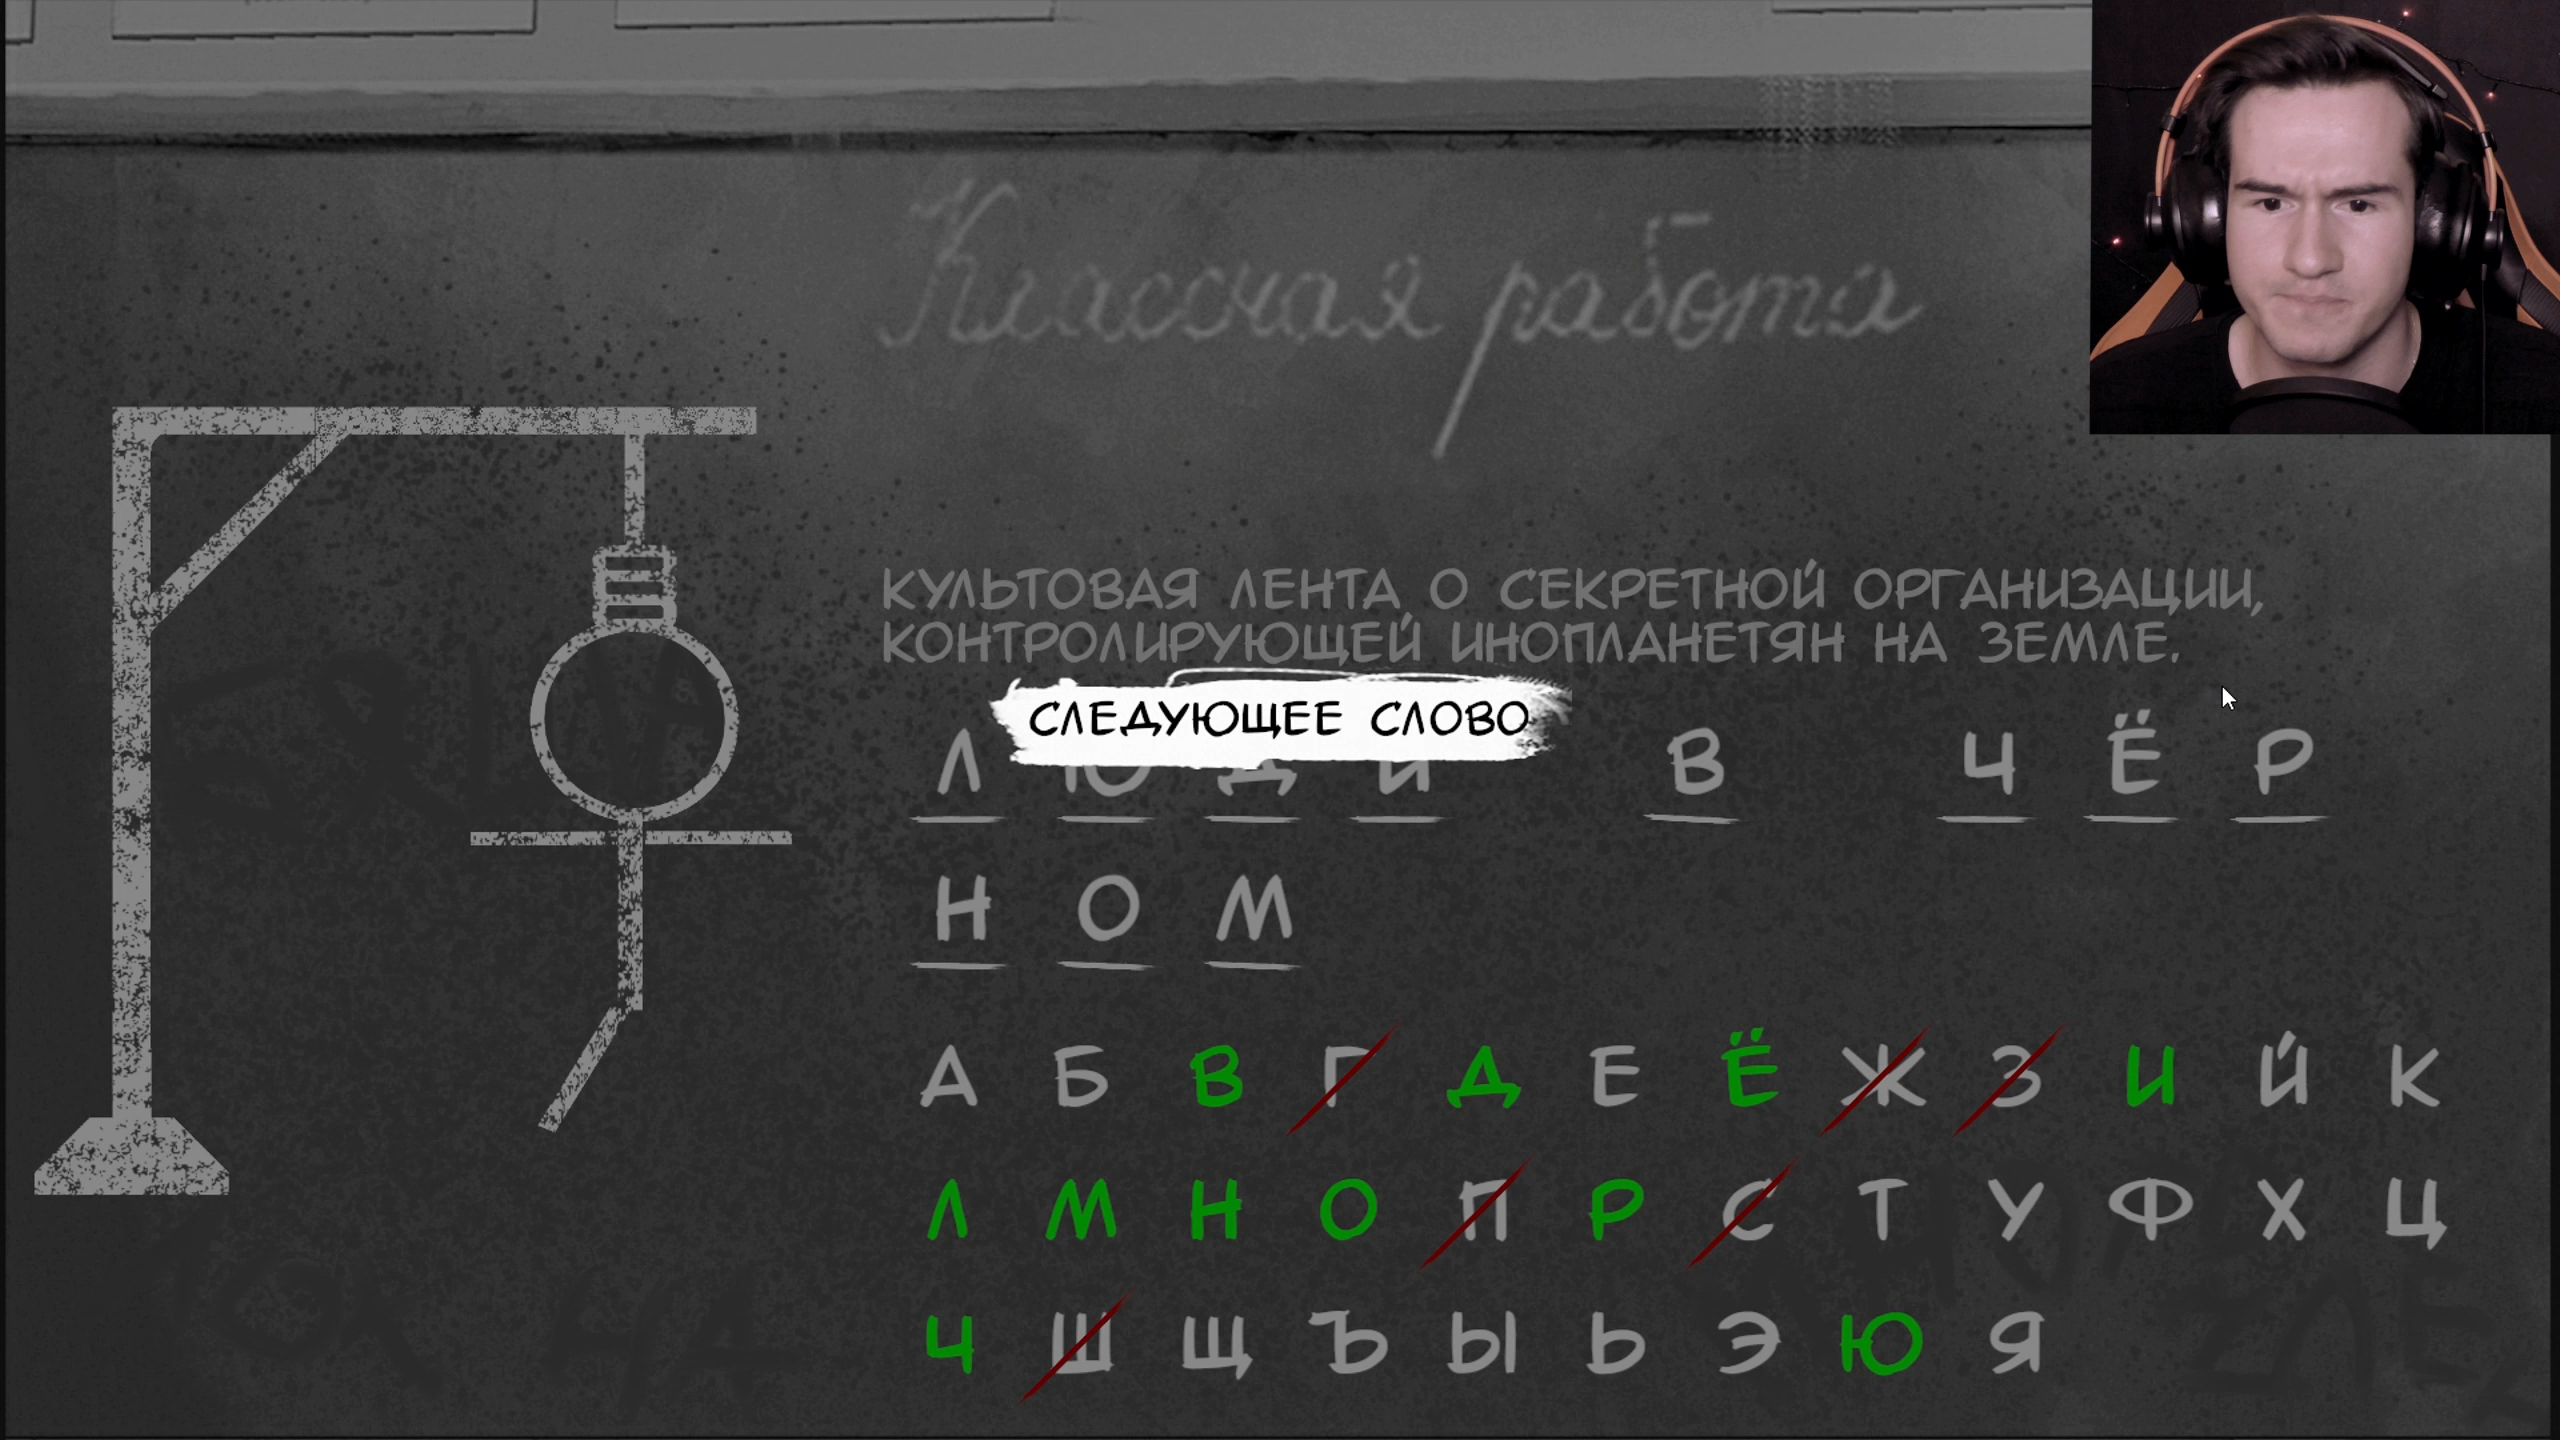 Классная работа
КУЛЬТОВАЯ ЛЕНТА О СЕКРЕТНОЙ ОРГАНИЗАЦИИ,
КОНТРОЛИРУЮЩЕЙ ИНОПЛАНЕТЯН НА ЗЕМЛЕ.
СЛЕДУЮЩЕЕ СЛОВО
Л Ю Д И В Ч Ё Р
Н О М
А Б В Г Д Е Ё Ж З И Й К
Л М Н О П Р С Т У Ф Х Ц
Ч Ш Щ Ъ Ы Ь Э Ю Я